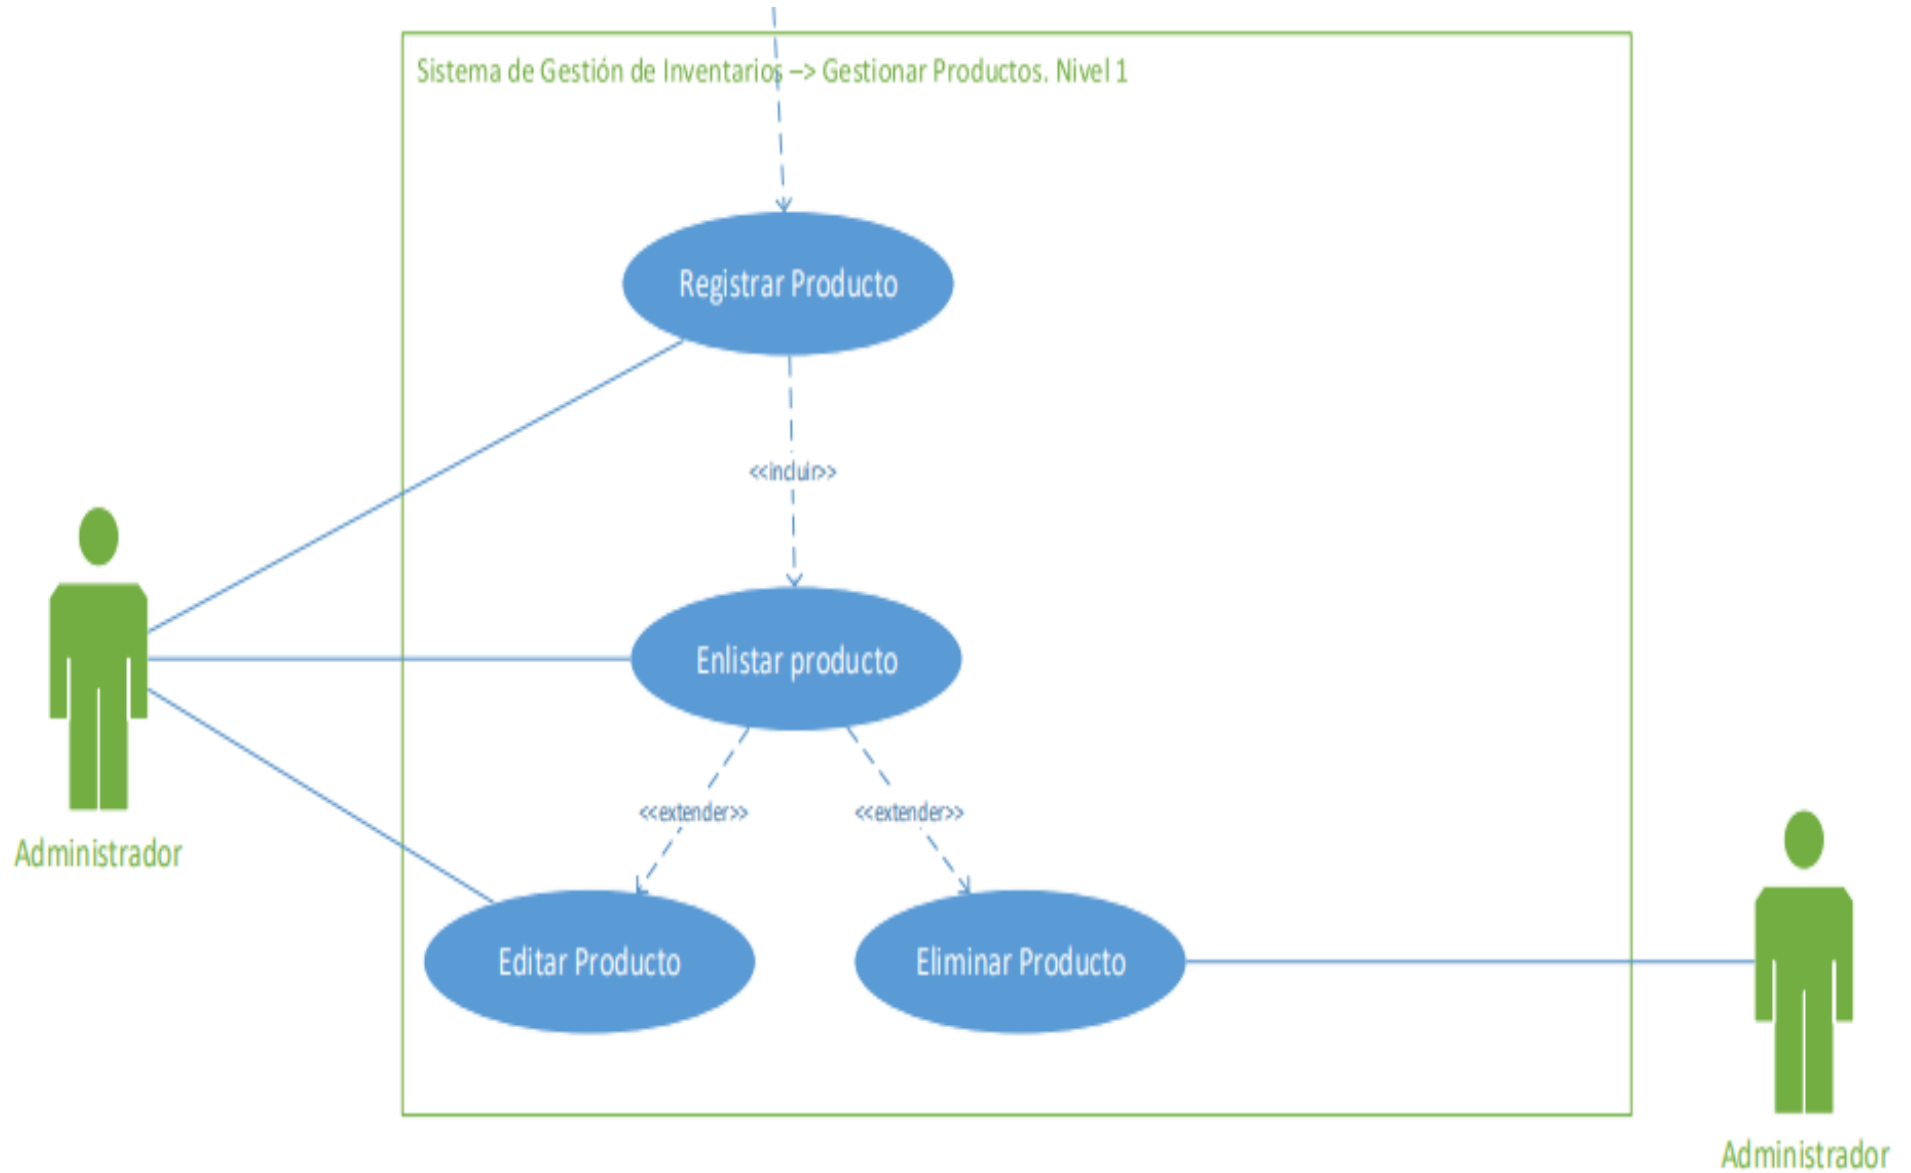 Sistema de Gestión de Inventarios --> Gestionar Productos. Nivel 1
Registrar Producto
<<incluir>>
Enlistar producto
<<extender>>
<<extender>>
Administrador
Editar Producto
Eliminar Producto
Administrador